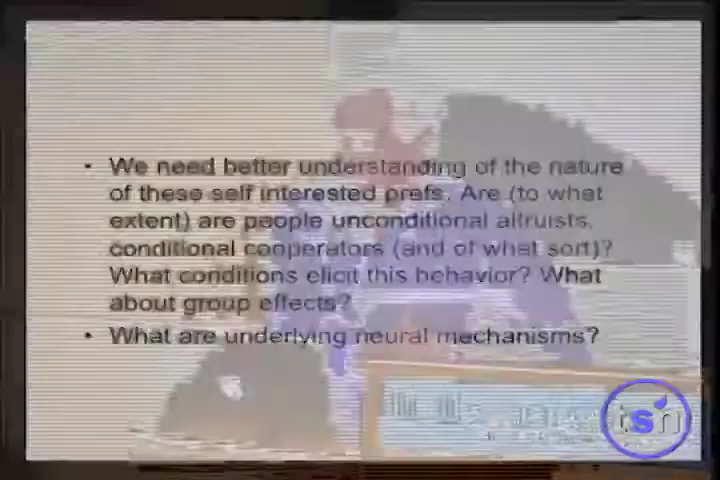 • We need better understanding of the nature
of these self interested prefs. Are (to what
extent) are people unconditional altruists,
conditional cooperators (and of what sort)?
What conditions elicit this behavior? What
about group effects?
• What are underlying neural mechanisms?
tsn